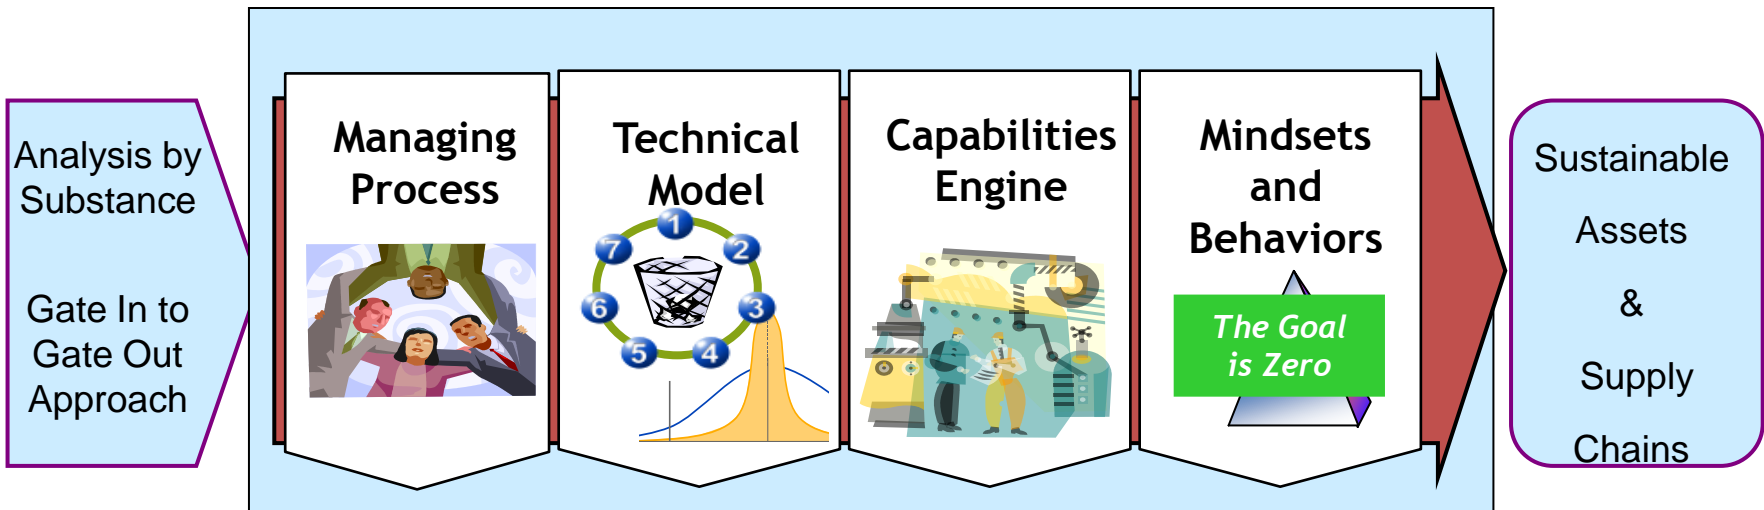 Analysis by
Substance
Gate In to
Gate Out
Approach
Managing
Process
Technical
Model
1
2
3
4
5
6
7
Capabilities
Engine
Mindsets
and
Behaviors
The Goal
is Zero
Sustainable
Assets
&
Supply
Chains